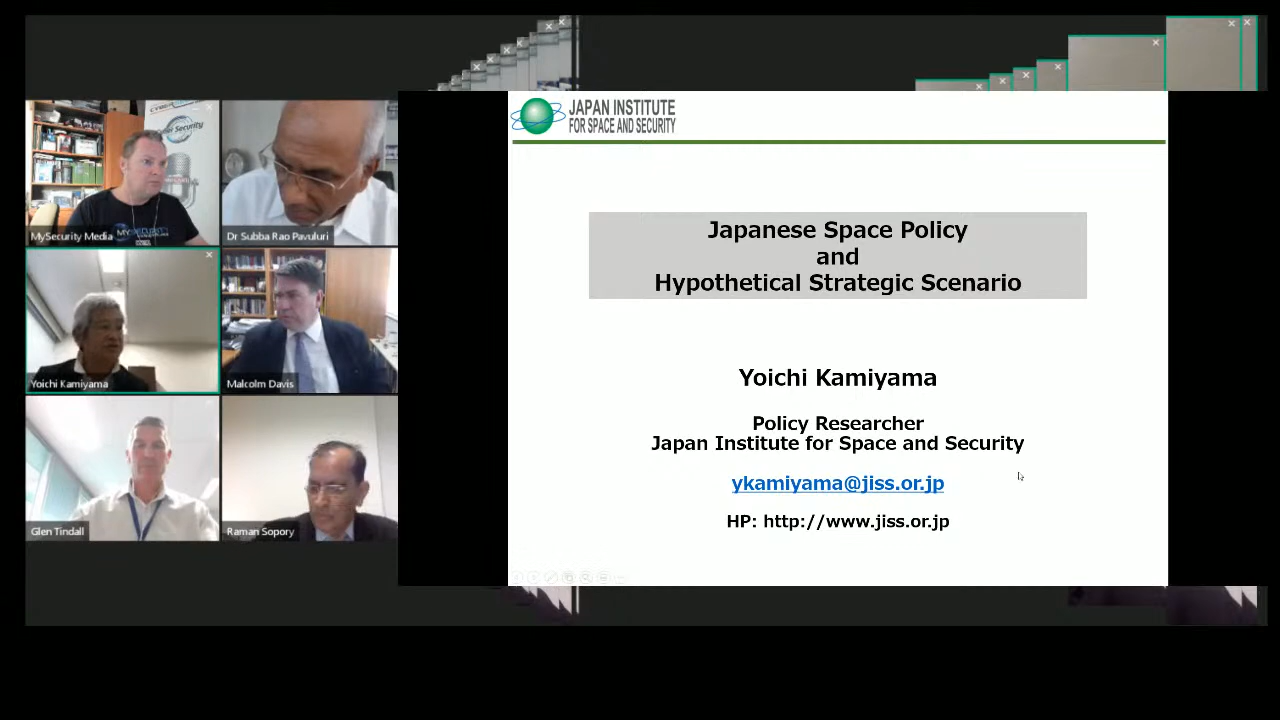 JAPAN INSTITUTE
FOR SPACE AND SECURITY
Japanese Space Policy
and
Hypothetical Strategic Scenario
Yoichi Kamiyama
Policy Researcher
Japan Institute for Space and Security
ykamiyama@jiss.or.jp
HP: http://www.jiss.or.jp
MySecurity Media
Dr Subba Rao Pavuluri
Yoichi Kamiyama
Malcolm Davis
Glen Tindall
Raman Sopory